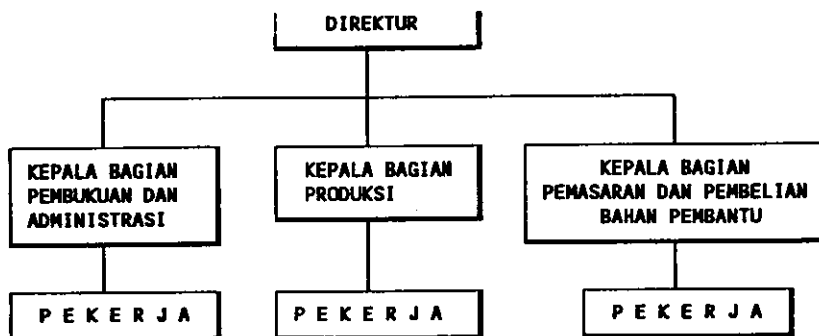 DIREKTUR
KEPALA BAGIAN
PEMBUKUAN DAN
ADMINISTRASI
KEPALA BAGIAN
PRODUKSI
KEPALA BAGIAN
PEMASARAN DAN PEMBELIAN
BAHAN PEMBANTU
P E K E R J A
P E K E R J A
P E K E R J A